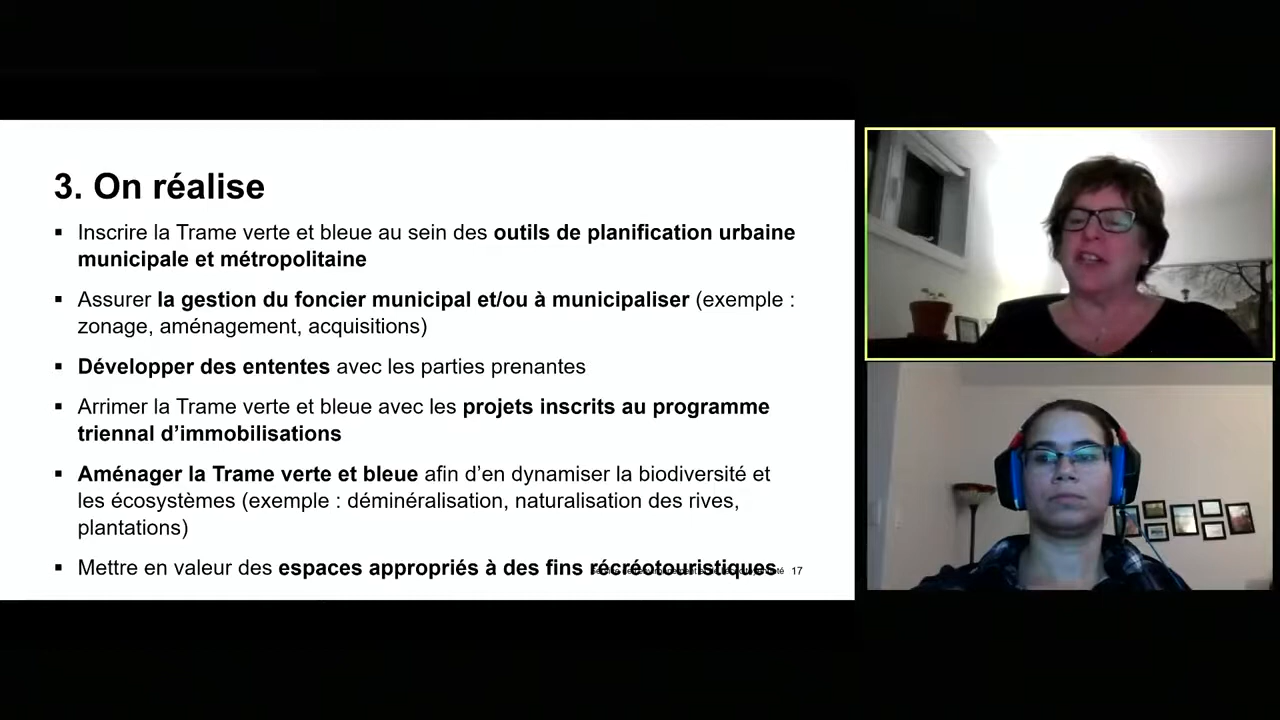 3. On réalise
▪ Inscrire la Trame verte et bleue au sein des outils de planification urbaine
municipale et métropolitaine
▪ Assurer la gestion du foncier municipal et/ou à municipaliser (exemple :
zonage, aménagement, acquisitions)
▪ Développer des ententes avec les parties prenantes
▪ Arrimer la Trame verte et bleue avec les projets inscrits au programme
triennal d’immobilisations
▪ Aménager la Trame verte et bleue afin d’en dynamiser la biodiversité et
les écosystèmes (exemple : déminéralisation, naturalisation des rives,
plantations)
▪ Mettre en valeur des espaces appropriés à des fins récréotouristiques
17